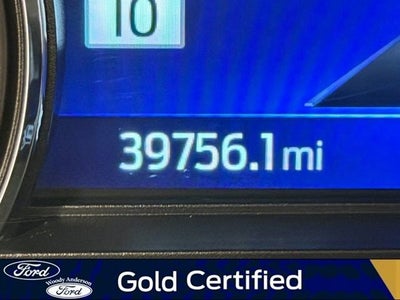 10
39756.1 mi
Ford
Woody Anderson
Ford
Gold Certified